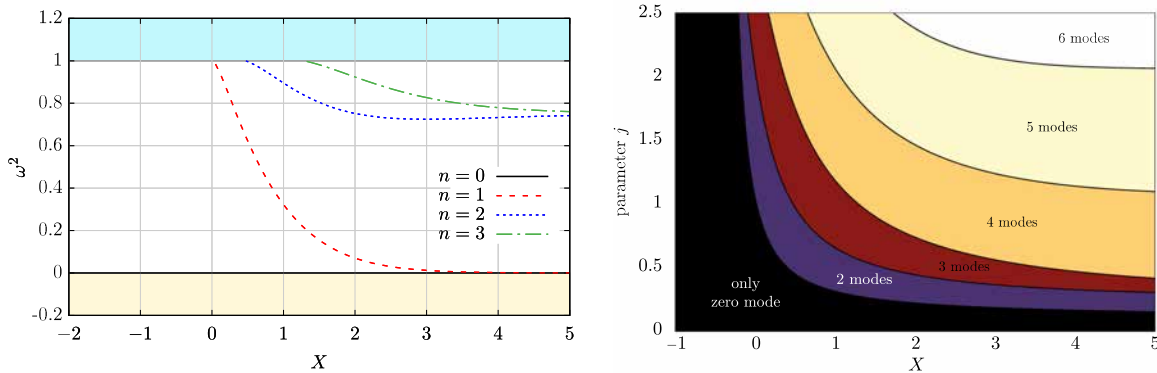 1.2
1
0.8
0.6
0.4
0.2
0
-0.2
ω²
−2
−1
0
1
2
3
4
5
X
n = 0
n = 1
n = 2
n = 3
2.5
2
1.5
1
0.5
0
parameter j
6 modes
5 modes
4 modes
3 modes
2 modes
only
zero mode
−1
0
1
2
3
4
5
X